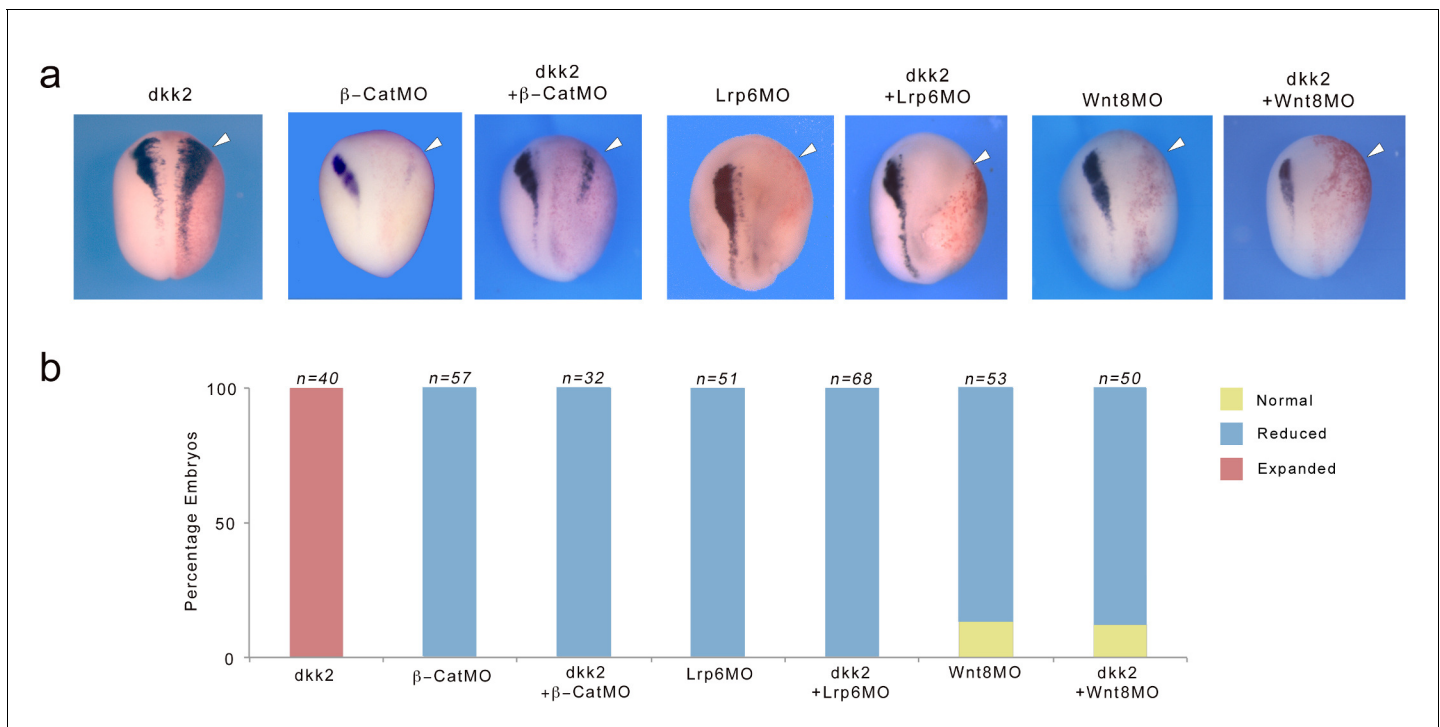 a
dkk2
β–CatMO
dkk2
+β–CatMO
Lrp6MO
dkk2
+Lrp6MO
Wnt8MO
dkk2
+Wnt8MO
b
Percentage Embryos
100
50
0
n=40
n=57
n=32
n=51
n=68
n=53
n=50
dkk2
β–CatMO
dkk2
+β–CatMO
Lrp6MO
dkk2
+Lrp6MO
Wnt8MO
dkk2
+Wnt8MO
Normal
Reduced
Expanded